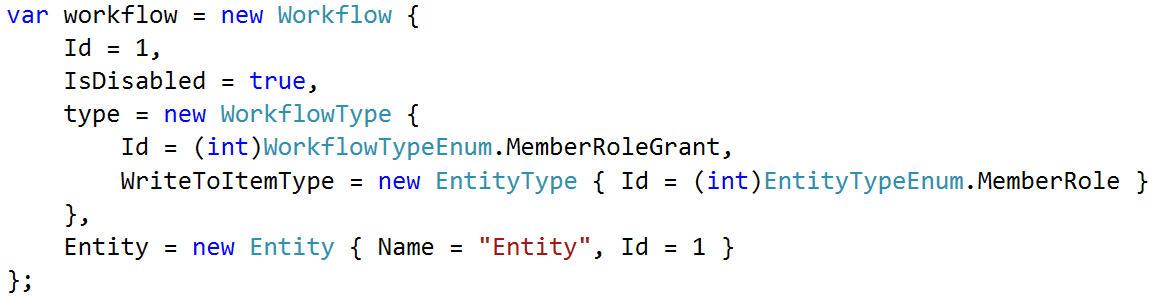 var workflow = new Workflow {
    Id = 1,
    IsDisabled = true,
    type = new WorkflowType {
        Id = (int)WorkflowTypeEnum.MemberRoleGrant,
        WriteToItemType = new EntityType { Id = (int)EntityTypeEnum.MemberRole }
    },
    Entity = new Entity { Name = "Entity", Id = 1 }
};